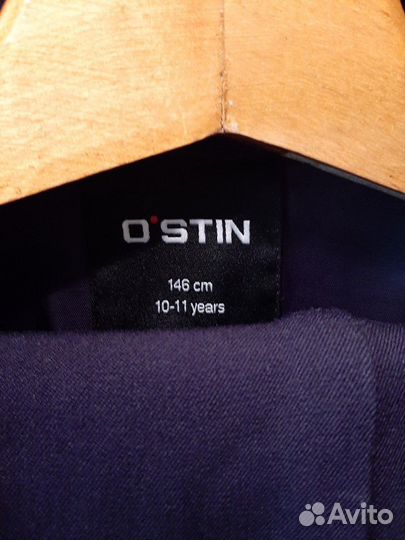 O'STIN
146 cm
10-11 years
Avito